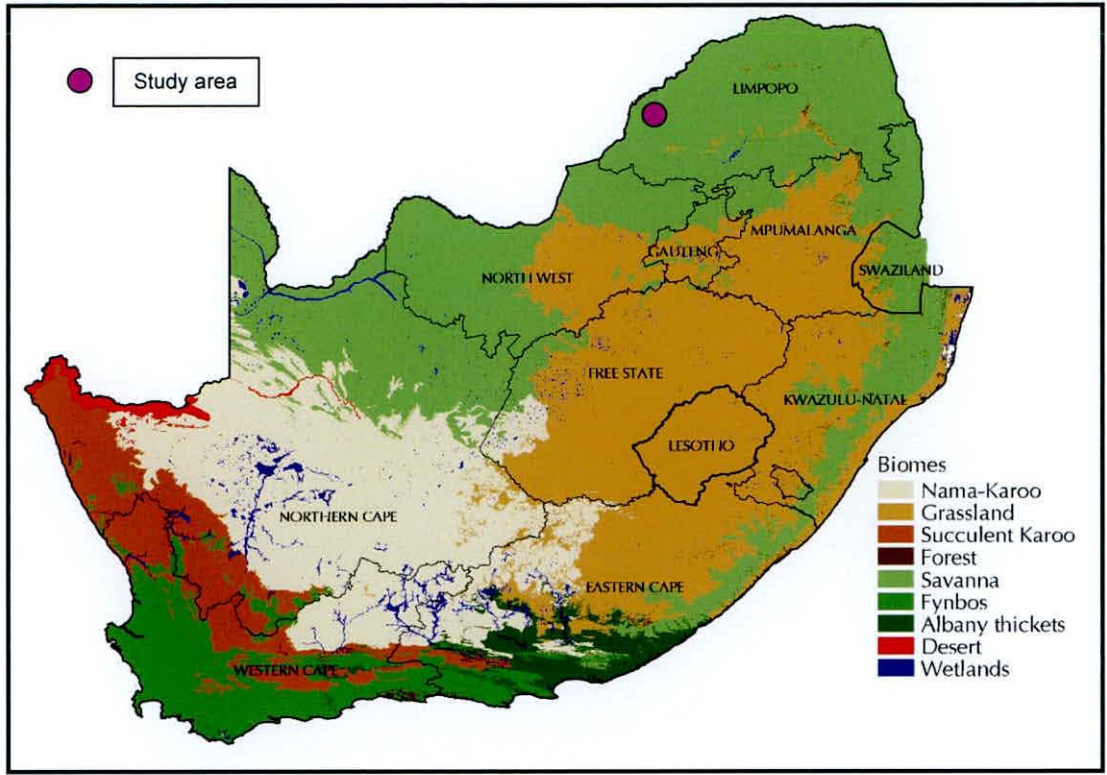 Study area
LIMPOPO
MPUMALANGA
GAUTENG
SWAZILAND
NORTH WEST
FREE STATE
KWAZULU-NATAL
LESOTHO
NORTHERN CAPE
EASTERN CAPE
WESTERN CAPE
Biomes
Nama-Karoo
Grassland
Succulent Karoo
Forest
Savanna
Fynbos
Albany thickets
Desert
Wetlands